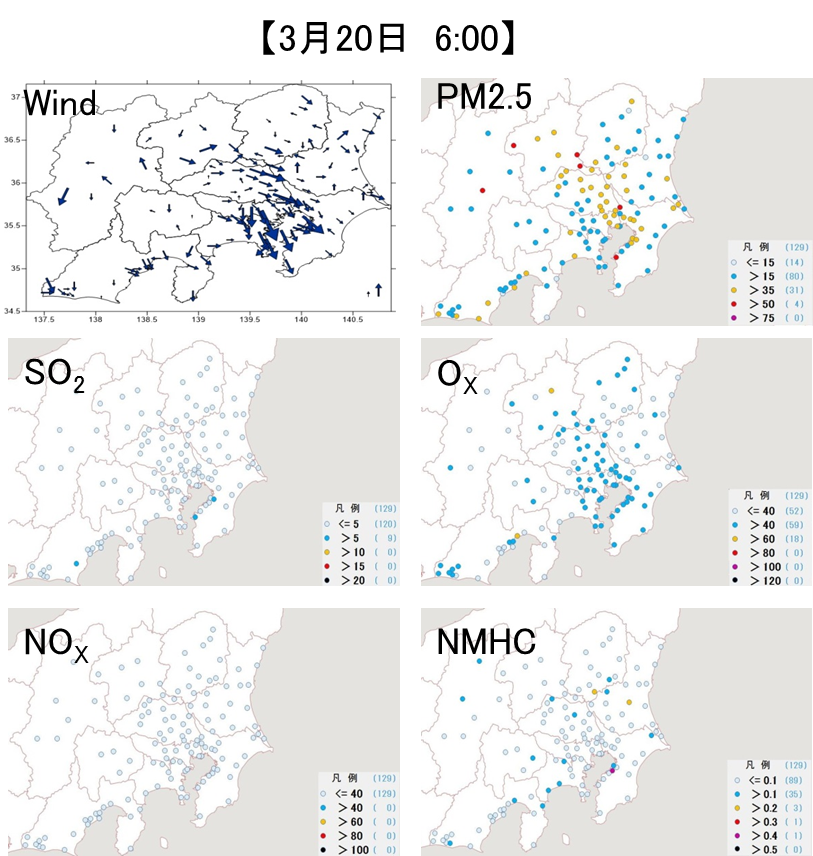 【3月20日 6:00】
Wind
37
36.5
36
35.5
35
34.5
137.5 138 138.5 139 139.5 140 140.5
PM2.5
凡 例 (129)
<= 15 (14)
> 15 (80)
> 35 (31)
> 50 ( 4)
> 75 ( 0)
SO2
凡 例 (129)
<= 5 (120)
> 5 ( 9)
> 10 ( 0)
> 15 ( 0)
> 20 ( 0)
OX
凡 例 (129)
<= 40 (52)
> 40 (59)
> 60 (18)
> 80 ( 0)
> 100 ( 0)
> 120 ( 0)
NOX
凡 例 (129)
<= 40 (129)
> 40 ( 0)
> 60 ( 0)
> 80 ( 0)
> 100 ( 0)
NMHC
凡 例 (129)
<= 0.1 (89)
> 0.1 (35)
> 0.2 ( 3)
> 0.3 ( 1)
> 0.4 ( 1)
> 0.5 ( 0)